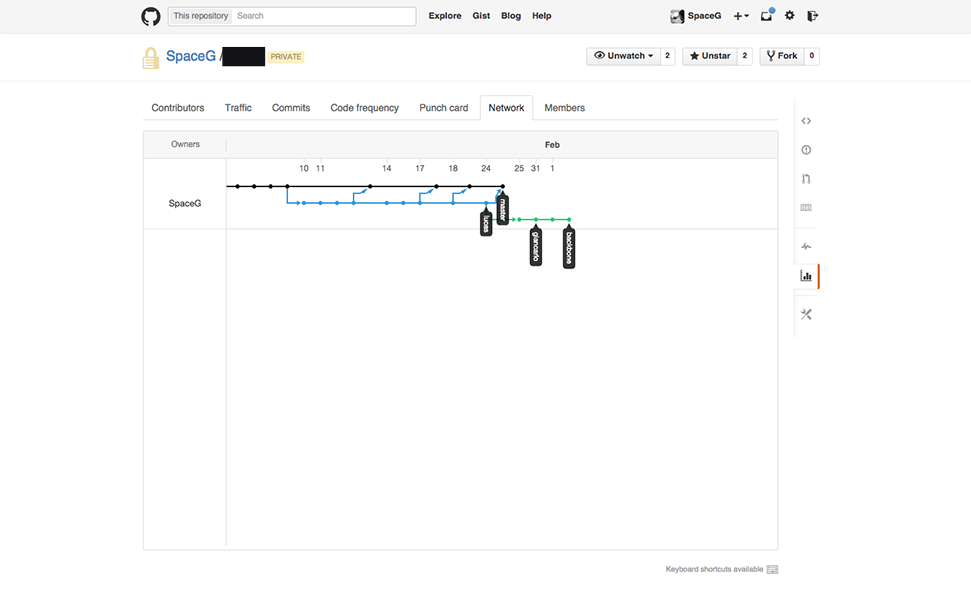 This repository Search Explore Gist Blog Help SpaceG
SpaceG / PRIVATE Unwatch 2 Unstar 2 Fork 0
Contributors Traffic Commits Code frequency Punch card Network Members
Owners Feb
10 11 14 17 18 24 25 31 1
SpaceG
master
lucas
giancarlo
backbone
Keyboard shortcuts available